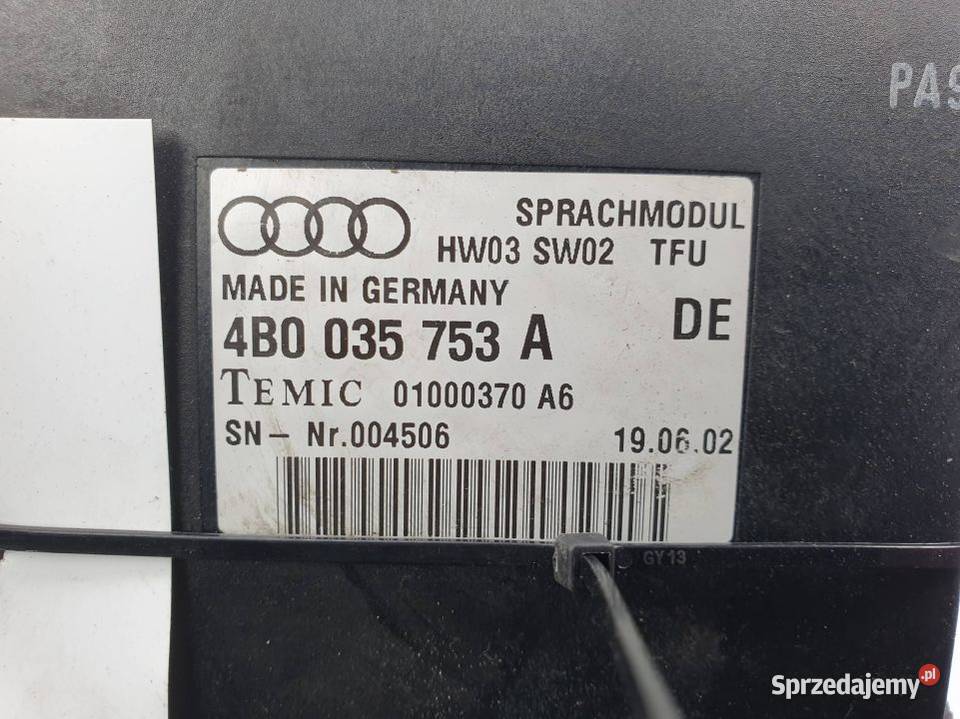 PA
SPRACHMODUL
HW03 SW02 TFU
MADE IN GERMANY
DE
4B0 035 753 A
TEMIC 01000370 A6
SN– Nr.004506 19.06.02
GY13
Sprzedajemy.pl